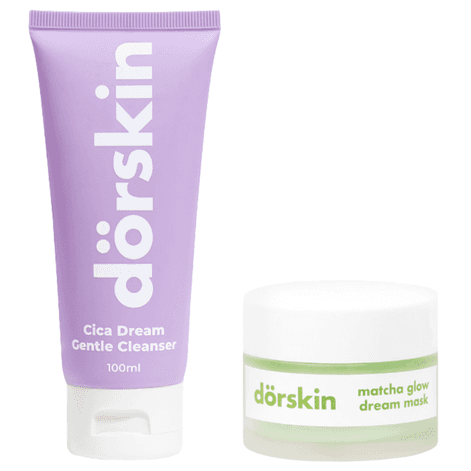 dörskin
Cica Dream
Gentle Cleanser
100ml
dörskin
matcha glow
dream mask